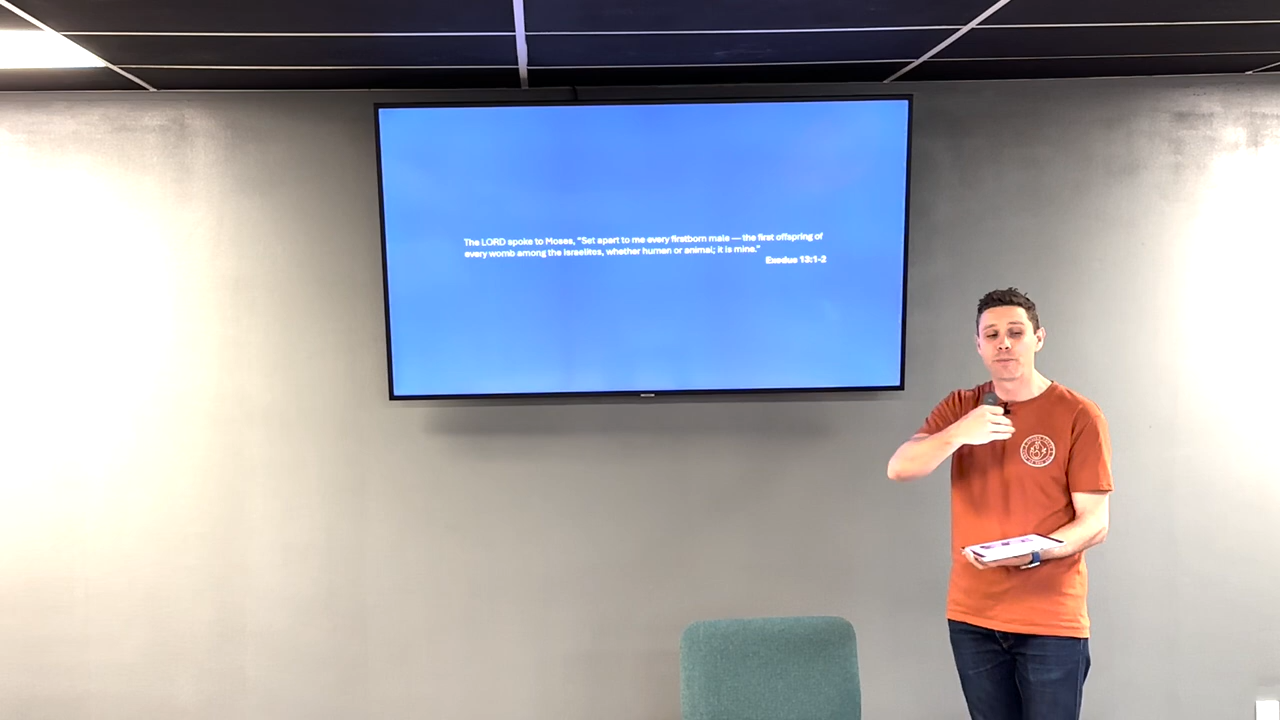 The LORD spoke to Moses, “Set apart to me every firstborn male — the first offspring of
every womb among the Israelites, whether human or animal; it is mine.”
Exodus 13:1-2